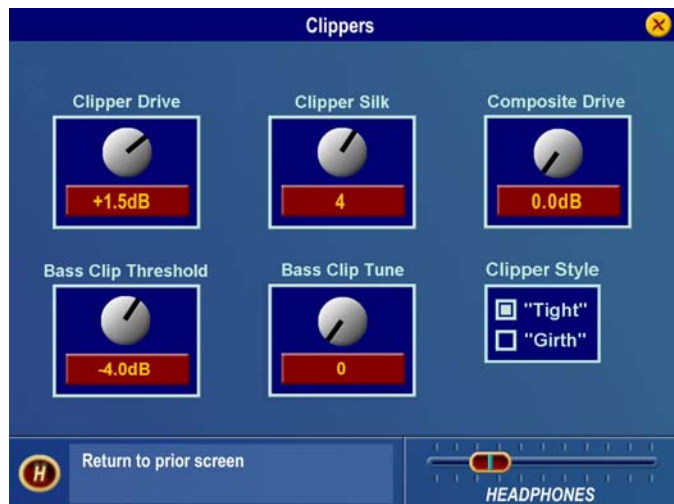 Clippers
Clipper Drive
Clipper Silk
Composite Drive
+1.5dB
4
0.0dB
Bass Clip Threshold
Bass Clip Tune
Clipper Style
"Tight"
"Girth"
-4.0dB
0
H
Return to prior screen
HEADPHONES